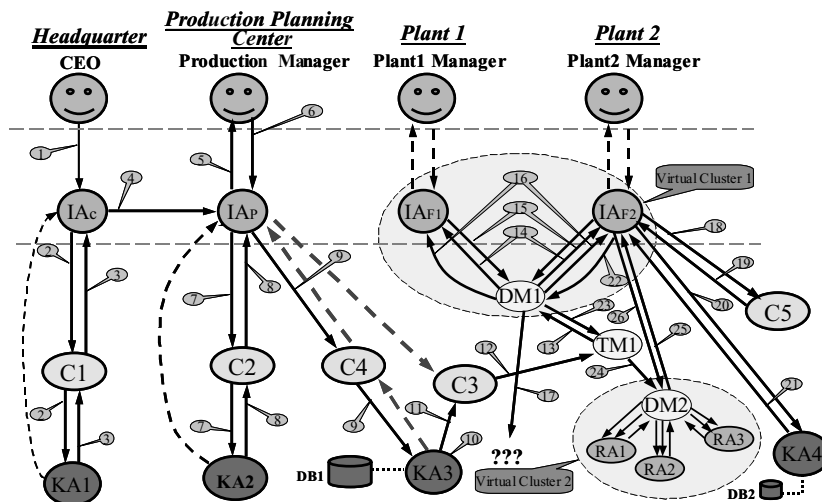 Headquarter
Production Planning
Center
Plant 1
Plant 2
CEO
Production Manager
Plant1 Manager
Plant2 Manager
1
6
5
4
16
Virtual Cluster 1
IAC
IAP
IAF1
IAF2
15
18
2
3
9
14
22
19
7
8
DM1
23
20
26
C5
13
TM1
25
12
C1
C2
C4
C3
17
24
2
3
7
8
9
11
DM2
21
RA3
10
???
RA1
RA2
KA1
KA2
DB1
KA3
Virtual Cluster 2
KA4
DB2